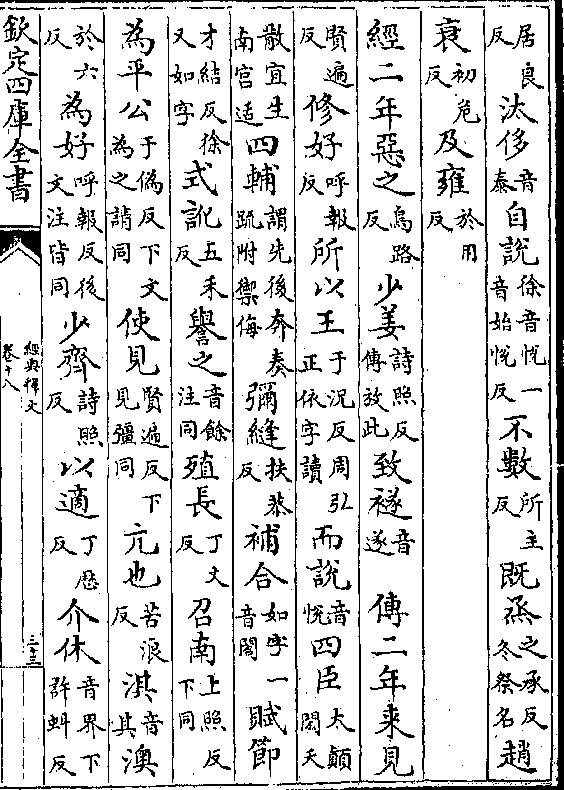 居良反汰侈音泰自說徐音悅一音始悅反不數所主反既烝之承反冬祭名趙
衰初危反及雍於用反
經二年惡之烏路反少姜詩照反傳放此致襚音遂　傳二年来見
賢遍反修好呼報反所以王于況反周弘正依字讀而說音悅四臣太顛閎夭
散宜生南宫适四輔謂先後奔奏疏附禦侮彌縫扶恭反補合如字一音閤賦節
才結反徐又如字式訛五禾反譽之音餘注同殖長丁丈反召南上照反下同
為平公于偽反下文為之請同使見賢遍反下見彊同亢也苦浪反淇音其澳
於六反為好呼報反後文注皆同少齊詩照反以適丁歷反介休音界下許蚪反
欽定四庫全書
經典釋文
卷十八
三十三